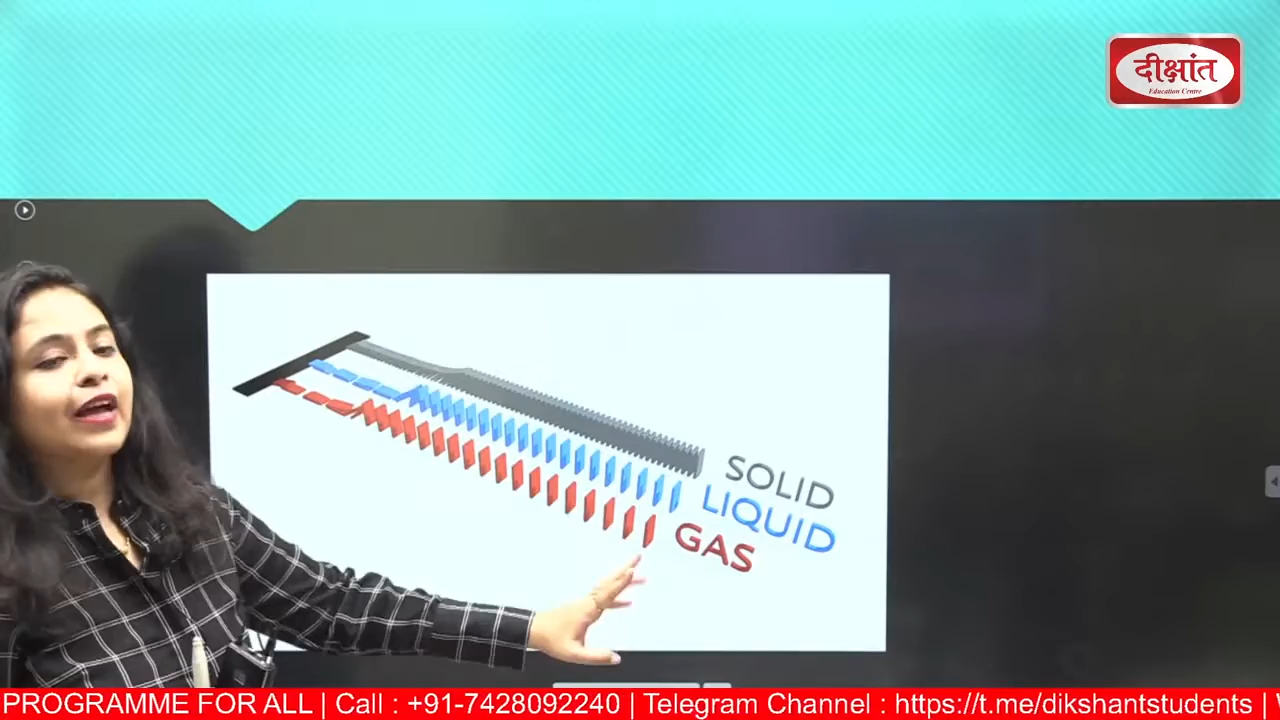 दीक्षांत
Education Centre
SOLID
LIQUID
GAS
PROGRAMME FOR ALL | Call : +91-7428092240 | Telegram Channel : https://t.me/dikshantstudents |